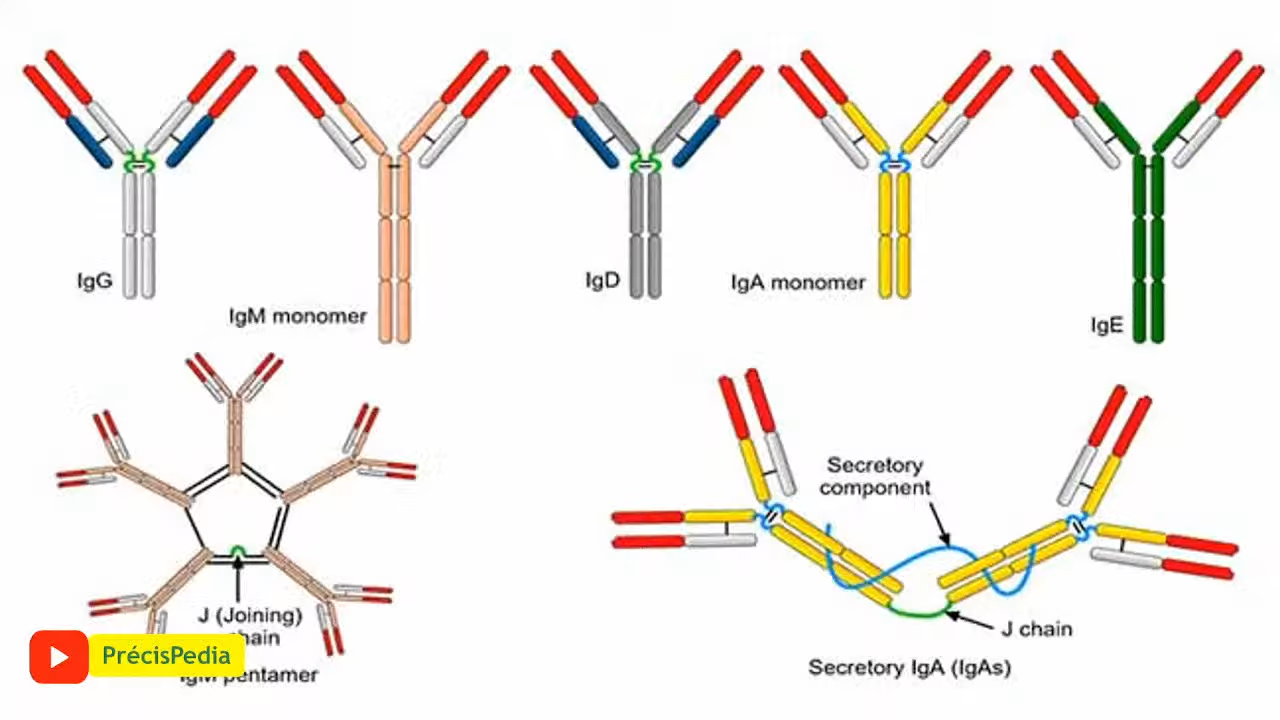 IgG
IgM monomer
IgD
IgA monomer
IgE
Secretory
component
J (Joining)
chain
IgM pentamer
J chain
Secretory IgA (IgAs)
PrécisPedia